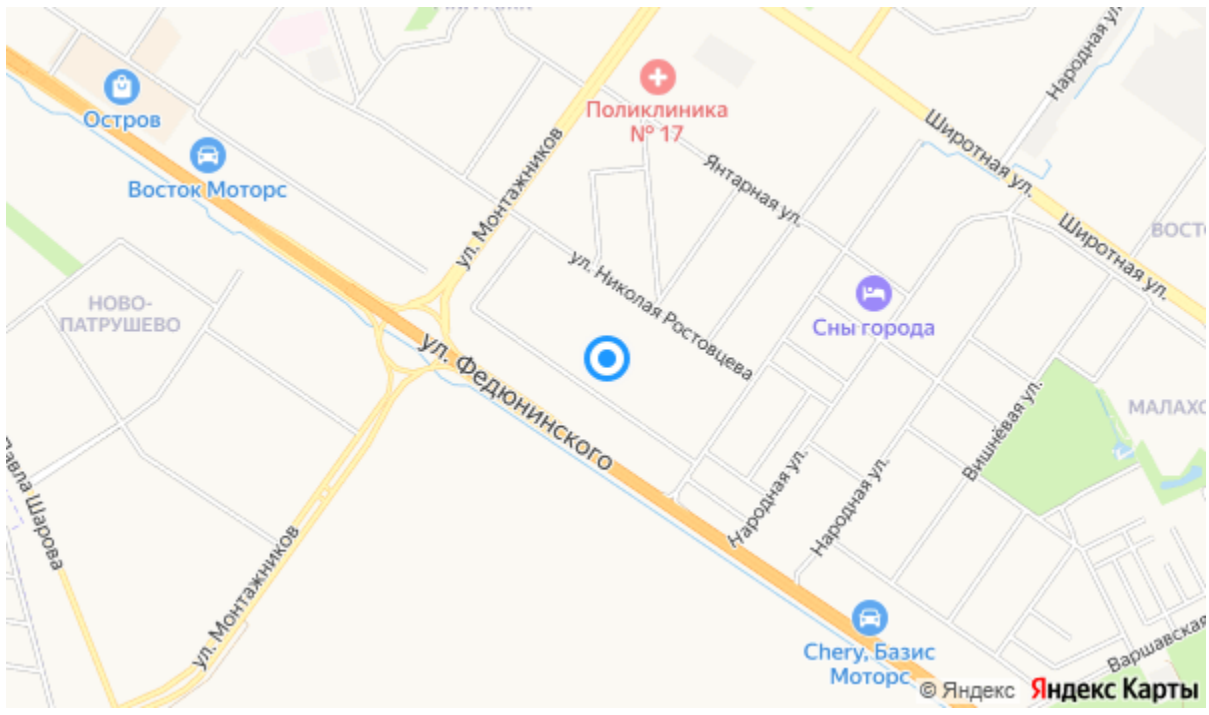 Народная ул.
Поликлиника
№ 17
Остров
Восток Моторс
ул. Монтажников
Широтная ул.
Янтарная ул.
Широтная ул.
ВОСТО
ул. Николая Ростовцева
НОВО-
ПАТРУШЕВО
Сны города
ул. Федюнинского
МАЛАХО
Вишнёвая ул.
Павла Шарова
Народная ул.
Народная ул.
ул. Монтажников
Chery, Базис
Моторс
Варшавская
© Яндекс Яндекс Карты